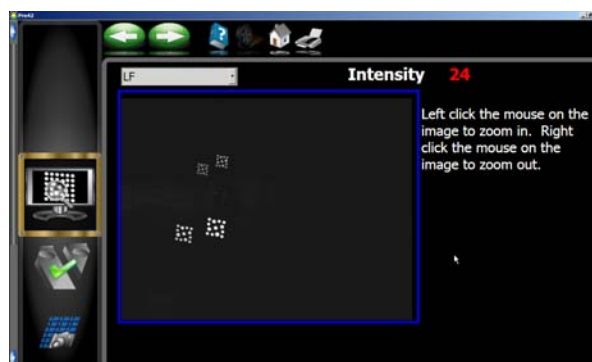 Pro42
LF
Intensity 24
Left click the mouse on the
image to zoom in. Right
click the mouse on the
image to zoom out.